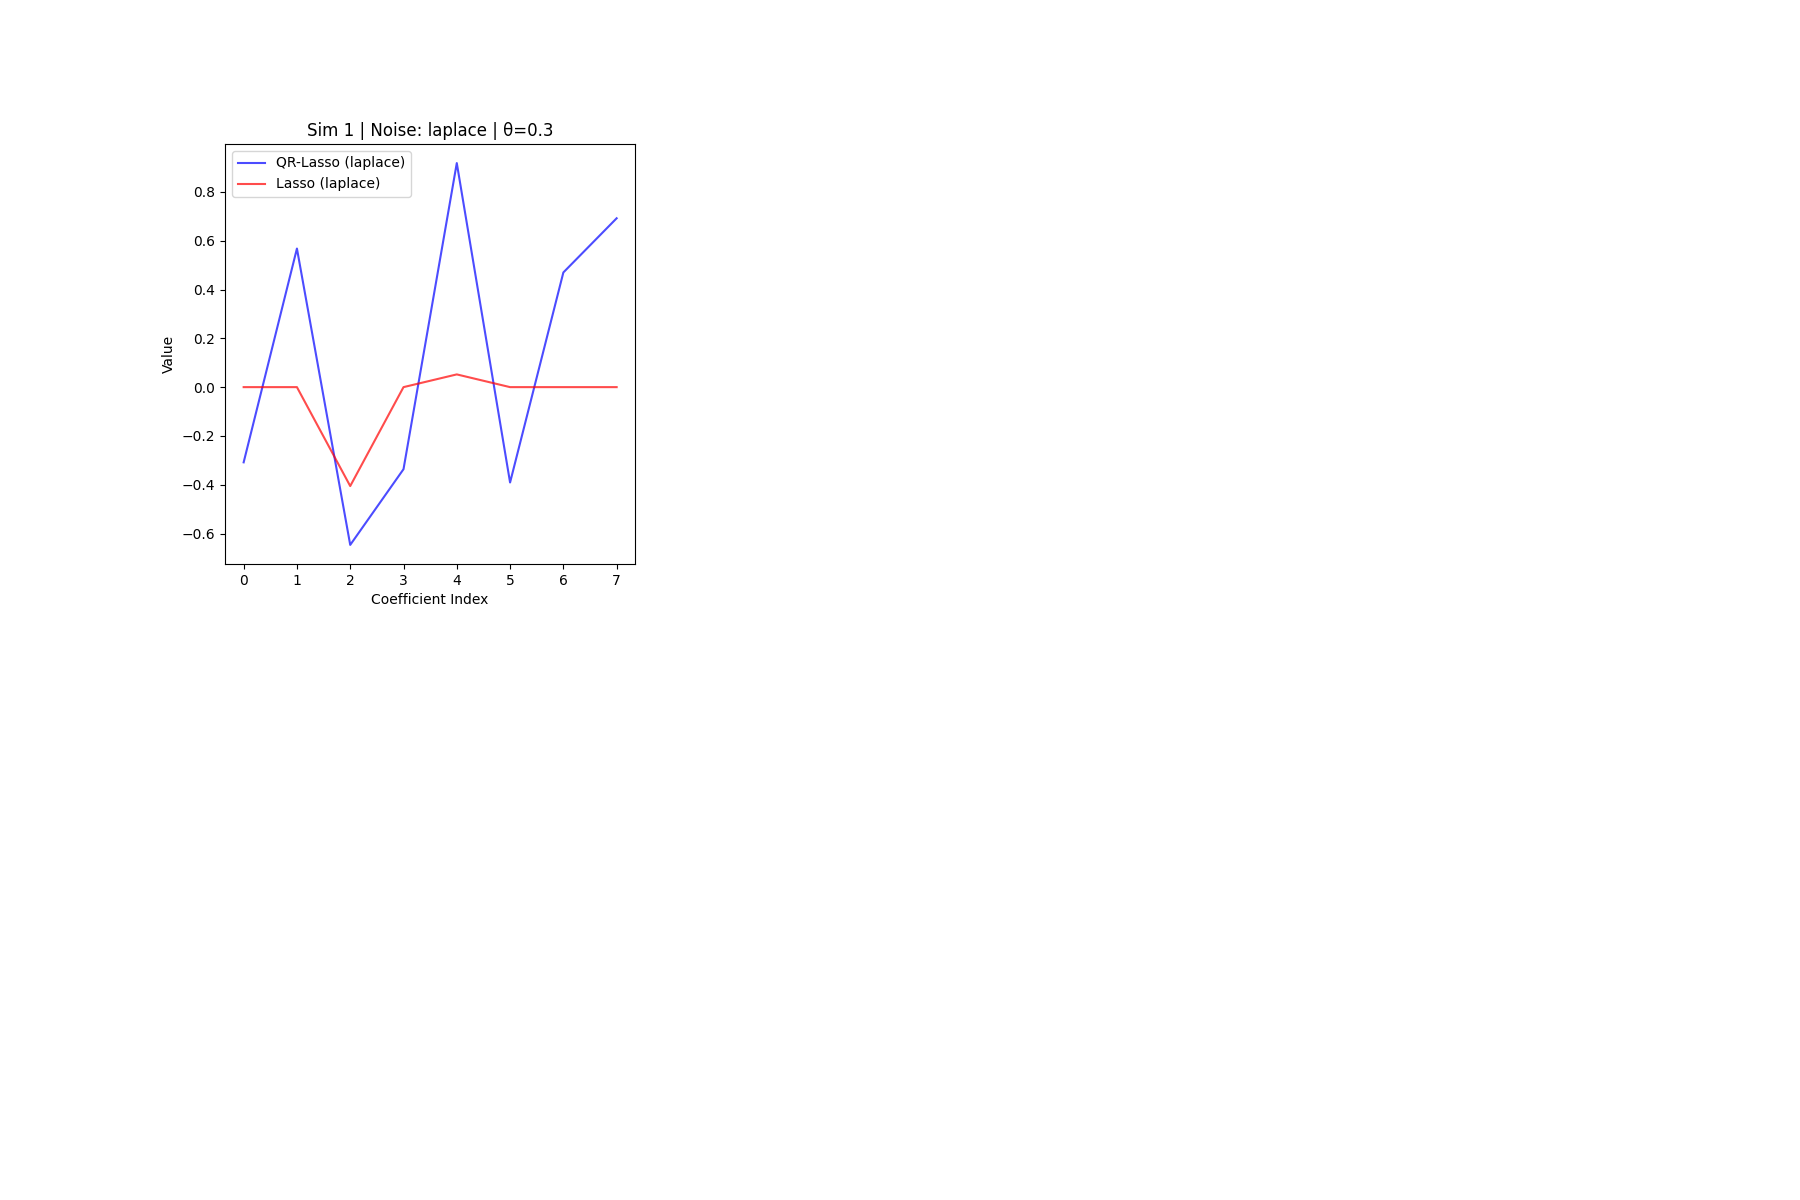 Sim 1 | Noise: laplace | θ=0.3
QR-Lasso (laplace)
Lasso (laplace)
0.8
0.6
0.4
0.2
0.0
−0.2
−0.4
−0.6
Value
0 1 2 3 4 5 6 7
Coefficient Index